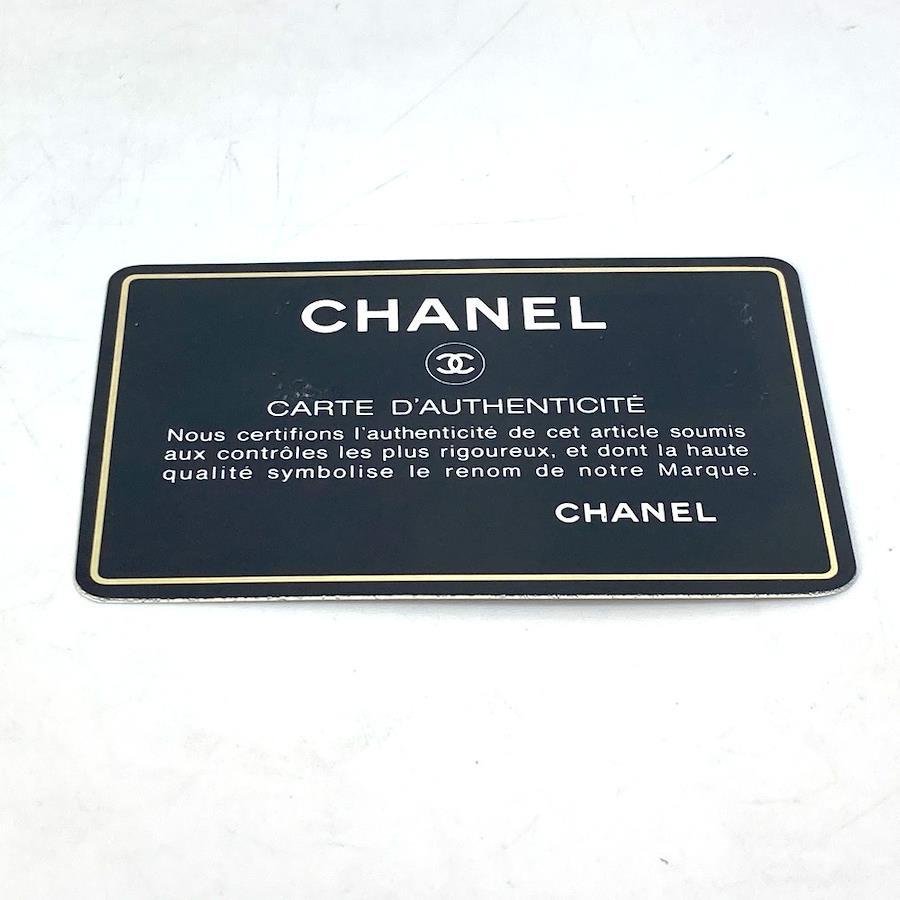 CHANEL
CARTE D'AUTHENTICITÉ
Nous certifions l'authenticité de cet article soumis
aux contrôles les plus rigoureux, et dont la haute
qualité symbolise le renom de notre Marque.
CHANEL